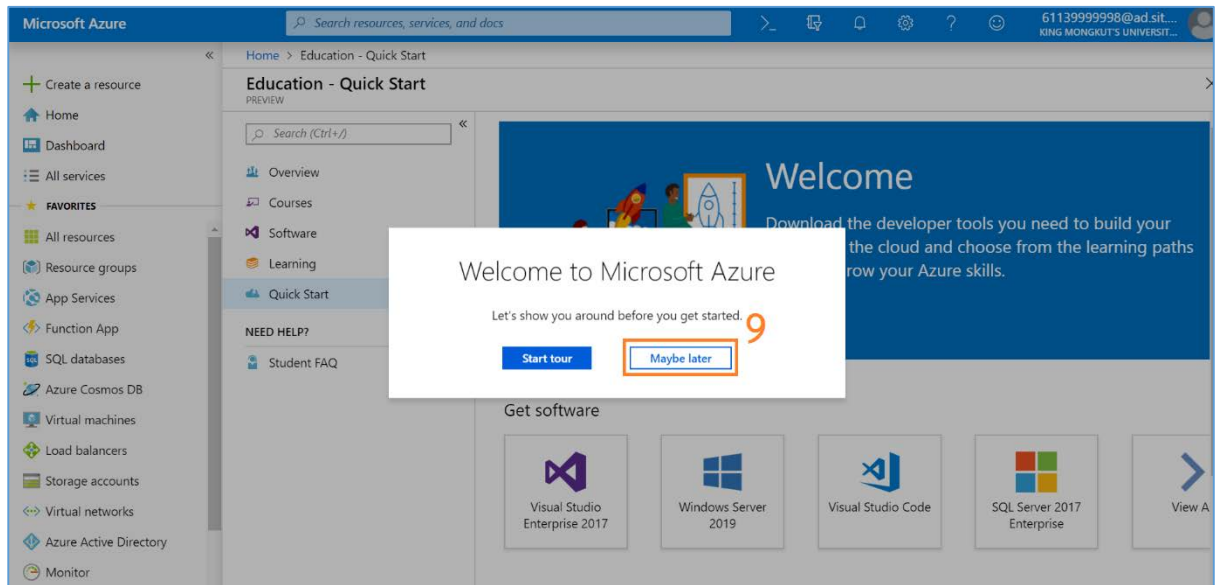 Microsoft Azure
Search resources, services, and docs
61139999998@ad.sit....
KING MONGKUT'S UNIVERSIT...
Home > Education - Quick Start
Create a resource
Home
Dashboard
All services
FAVORITES
All resources
Resource groups
App Services
Function App
SQL databases
Azure Cosmos DB
Virtual machines
Load balancers
Storage accounts
Virtual networks
Azure Active Directory
Monitor
Education - Quick Start
PREVIEW
Search (Ctrl+/)
Overview
Courses
Software
Learning
Quick Start
NEED HELP?
Student FAQ
Welcome
Download the developer tools you need to build your
the cloud and choose from the learning paths
row your Azure skills.
Welcome to Microsoft Azure
Let's show you around before you get started.
9
Start tour
Maybe later
Get software
Visual Studio
Enterprise 2017
Windows Server
2019
Visual Studio Code
SQL Server 2017
Enterprise
View A